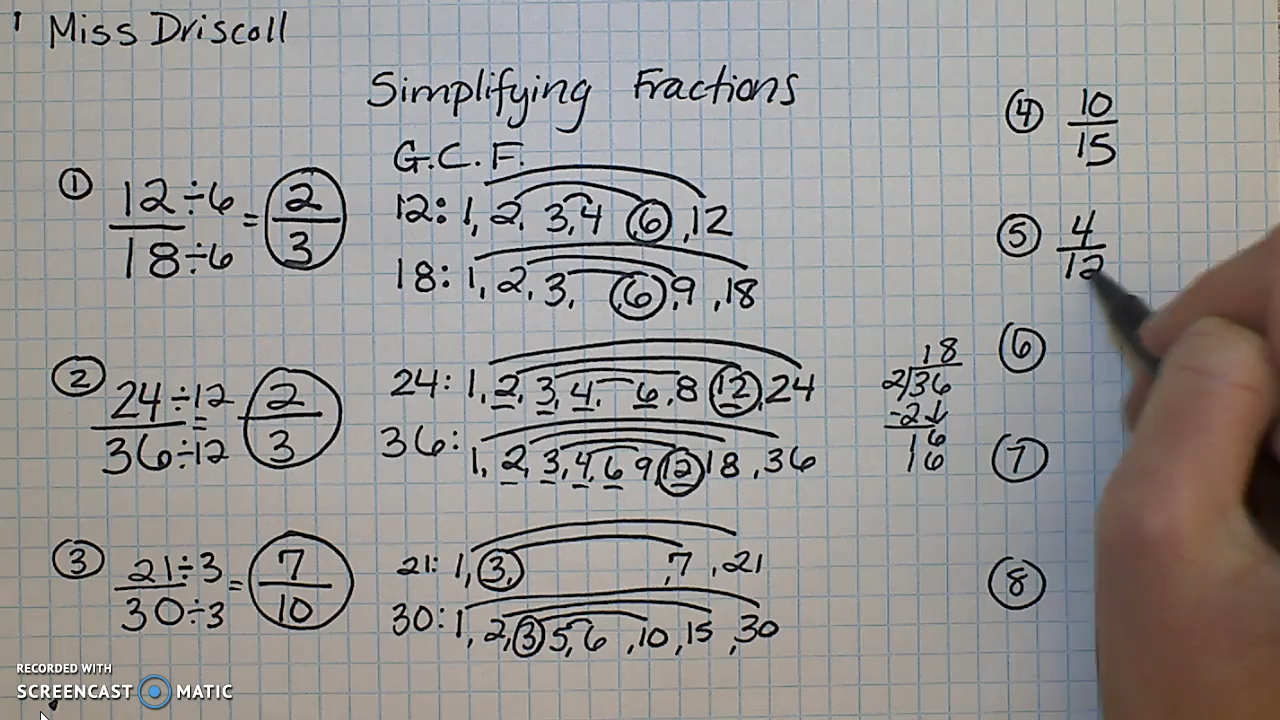 Miss Driscoll
Simplifying Fractions
G.C.F.
① 12÷6 / 18÷6 = 2/3
12: 1, 2, 3, 4, 6, 12
18: 1, 2, 3, 6, 9, 18
② 24÷12 / 36÷12 = 2/3
24: 1, 2, 3, 4, 6, 8, 12, 24
36: 1, 2, 3, 4, 6, 9, 12, 18, 36
18
2)36
-2↓
16
16
③ 21÷3 / 30÷3 = 7/10
21: 1, 3, 7, 21
30: 1, 2, 3, 5, 6, 10, 15, 30
④ 10/15
⑤ 4/12
⑥
⑦
⑧
RECORDED WITH
SCREENCAST MATIC